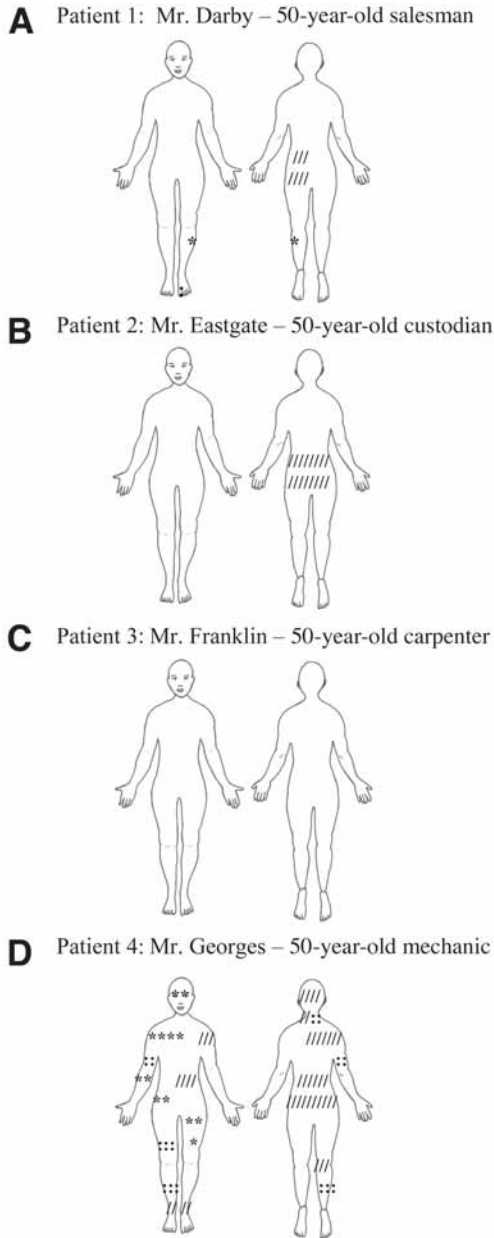 A Patient 1: Mr. Darby – 50-year-old salesman
B Patient 2: Mr. Eastgate – 50-year-old custodian
C Patient 3: Mr. Franklin – 50-year-old carpenter
D Patient 4: Mr. Georges – 50-year-old mechanic